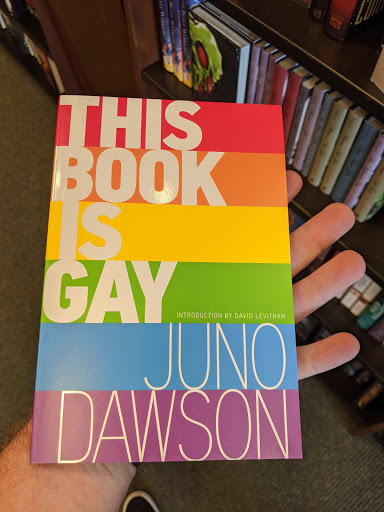 THIS
BOOK
IS
GAY
INTRODUCTION BY DAVID LEVITHAN
JUNO
DAWSON